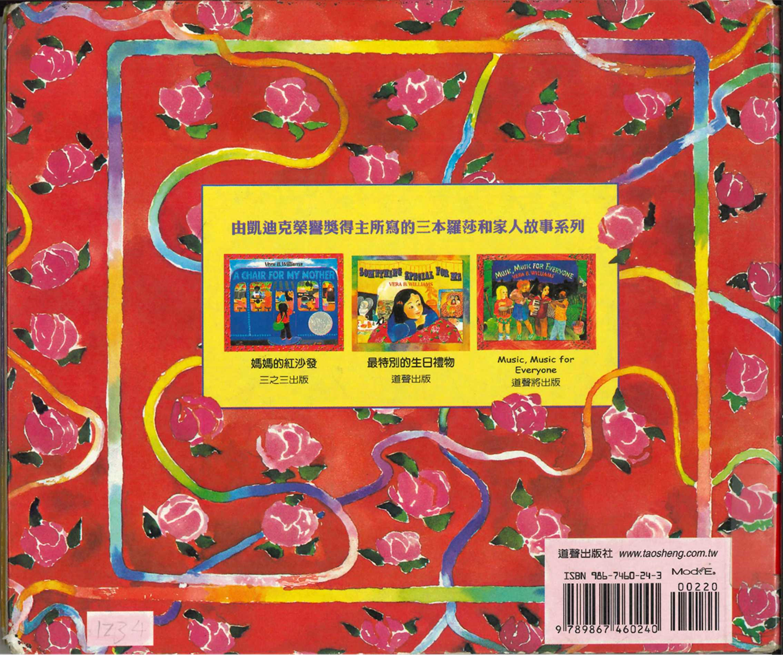 由凱迪克榮譽獎得主所寫的三本羅莎和家人故事系列
Vera B. Williams
A CHAIR FOR MY MOTHER
SOMETHING SPECIAL FOR ME
VERA B. WILLIAMS
MUSIC, MUSIC FOR EVERYONE
VERA B. WILLIAMS
媽媽的紅沙發
三之三出版
最特別的生日禮物
道聲出版
Music, Music for
Everyone
道聲將出版
道聲出版社 www.taosheng.com.tw
ISBN 986-7460-24-3
00220
9 789867 460240
1234